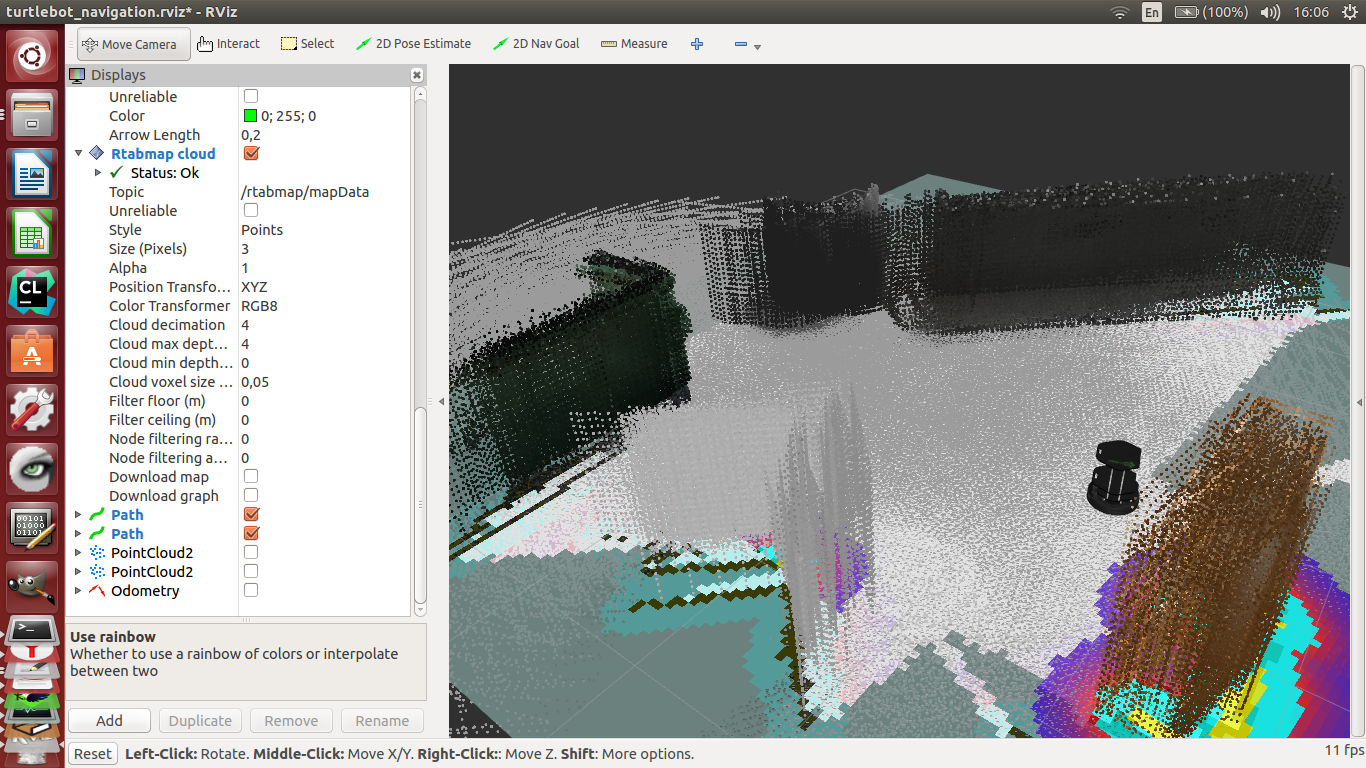 turtlebot_navigation.rviz* - RViz
En
(100%)
16:06
Move Camera
Interact
Select
2D Pose Estimate
2D Nav Goal
Measure
Displays
Unreliable
Color 0; 255; 0
Arrow Length 0,2
Rtabmap cloud
Status: Ok
Topic /rtabmap/mapData
Unreliable
Style Points
Size (Pixels) 3
Alpha 1
Position Transfo... XYZ
Color Transformer RGB8
Cloud decimation 4
Cloud max dept... 4
Cloud min depth... 0
Cloud voxel size ... 0,05
Filter floor (m) 0
Filter ceiling (m) 0
Node filtering ra... 0
Node filtering a... 0
Download map
Download graph
Path
Path
PointCloud2
PointCloud2
Odometry
Use rainbow
Whether to use a rainbow of colors or interpolate
between two
Add
Duplicate
Remove
Rename
Reset
Left-Click: Rotate. Middle-Click: Move X/Y. Right-Click:: Move Z. Shift: More options.
11 fps
CL
A
01011
01000
01101
>_
T